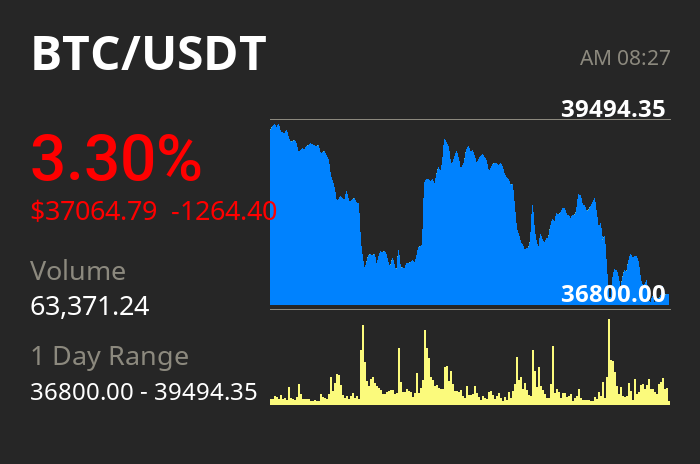 BTC/USDT
AM 08:27
39494.35
3.30%
$37064.79 -1264.40
Volume
63,371.24
36800.00
1 Day Range
36800.00 - 39494.35